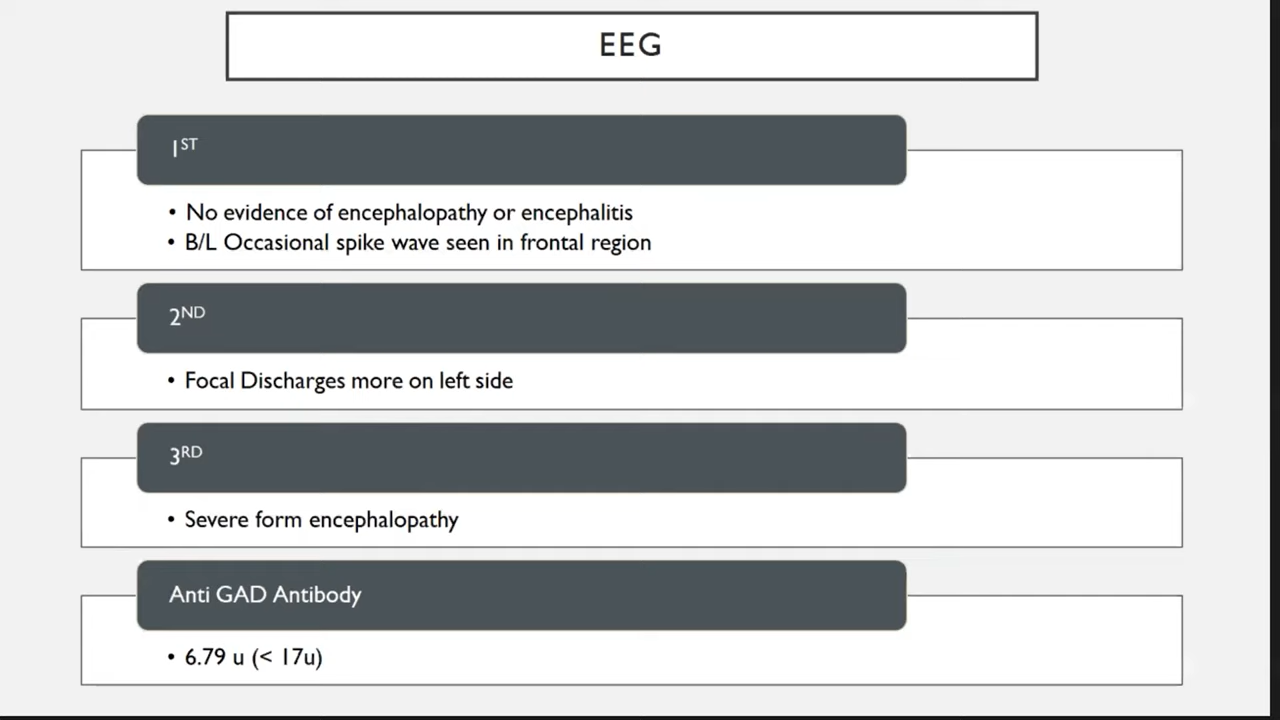 EEG
1ST
• No evidence of encephalopathy or encephalitis
• B/L Occasional spike wave seen in frontal region
2ND
• Focal Discharges more on left side
3RD
• Severe form encephalopathy
Anti GAD Antibody
• 6.79 u (< 17u)